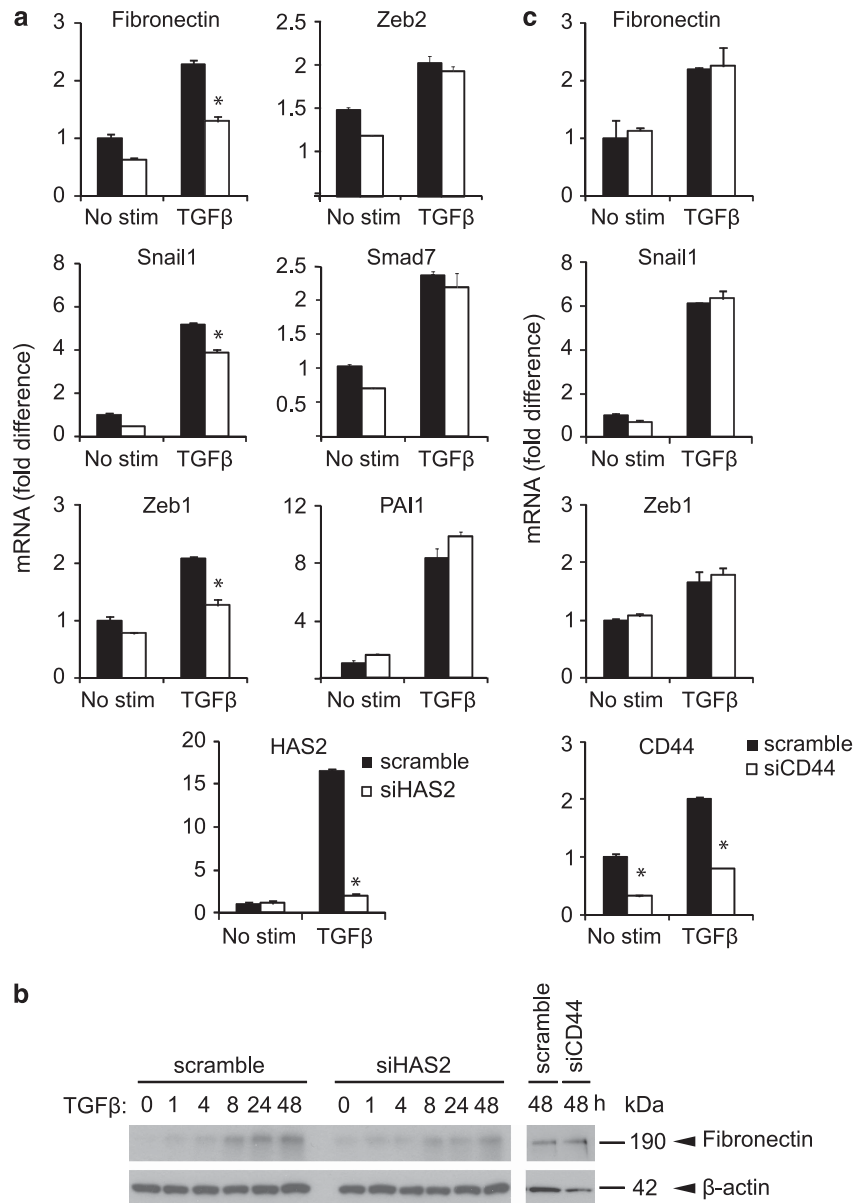 a
Fibronectin
3
2
1
0
*
No stim TGFβ
Zeb2
2.5
2
1.5
1
No stim TGFβ
Snail1
8
6
4
2
0
*
No stim TGFβ
Smad7
2.5
2
1.5
1
0.5
No stim TGFβ
Zeb1
3
2
1
0
*
No stim TGFβ
PAI1
12
8
4
No stim TGFβ
HAS2
20
15
10
5
0
scramble
siHAS2
*
No stim TGFβ
mRNA (fold difference)
c
Fibronectin
3
2
1
0
No stim TGFβ
Snail1
8
6
4
2
0
No stim TGFβ
Zeb1
3
2
1
0
No stim TGFβ
CD44
3
2
1
0
scramble
siCD44
*
*
No stim TGFβ
mRNA (fold difference)
b
scramble siHAS2 scramble siCD44
TGFβ: 0 1 4 8 24 48 0 1 4 8 24 48 48 48 h kDa
190 Fibronectin
42 β-actin